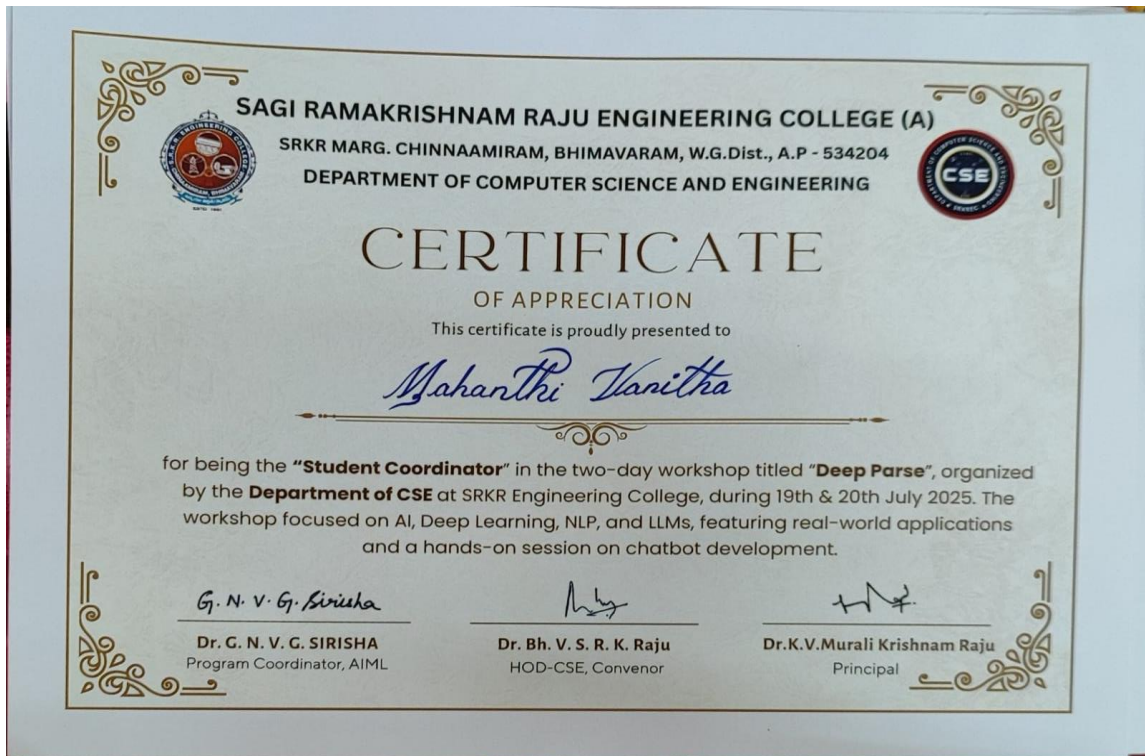 SAGI RAMAKRISHNAM RAJU ENGINEERING COLLEGE (A)
SRKR MARG. CHINNAAMIRAM, BHIMAVARAM, W.G.Dist., A.P - 534204
DEPARTMENT OF COMPUTER SCIENCE AND ENGINEERING
CSE
CERTIFICATE
OF APPRECIATION
This certificate is proudly presented to
Mahanthi Vanitha
for being the “Student Coordinator” in the two-day workshop titled “Deep Parse”, organized
by the Department of CSE at SRKR Engineering College, during 19th & 20th July 2025. The
workshop focused on AI, Deep Learning, NLP, and LLMs, featuring real-world applications
and a hands-on session on chatbot development.
G. N. V. G. Sirisha
Dr. G. N. V. G. SIRISHA
Program Coordinator, AIML
Dr. Bh. V. S. R. K. Raju
HOD-CSE, Convenor
Dr.K.V.Murali Krishnam Raju
Principal